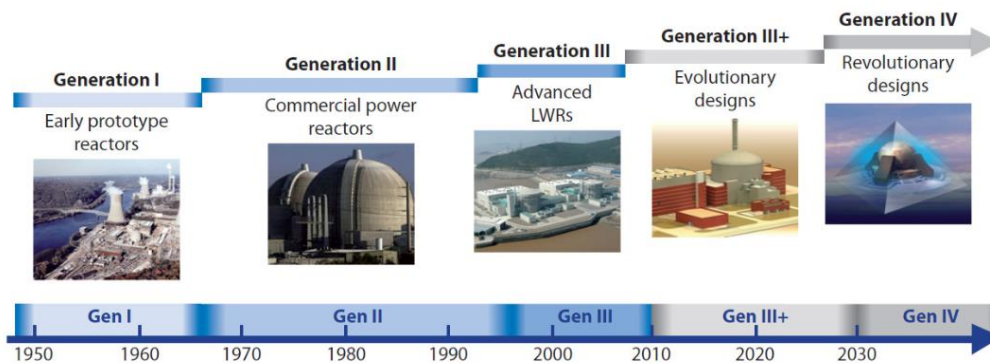 Generation I
Early prototype
reactors
Generation II
Commercial power
reactors
Generation III
Advanced
LWRs
Generation III+
Evolutionary
designs
Generation IV
Revolutionary
designs
Gen I
Gen II
Gen III
Gen III+
Gen IV
1950
1960
1970
1980
1990
2000
2010
2020
2030